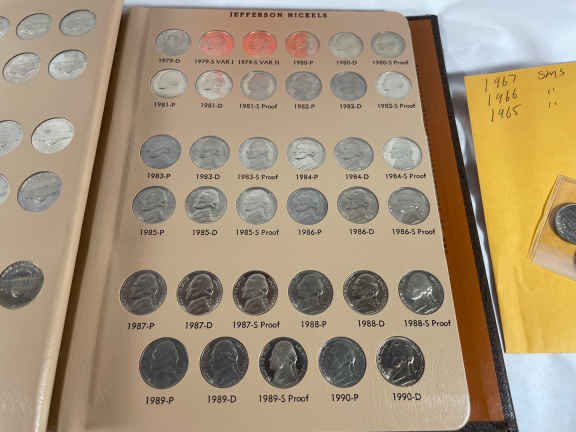 JEFFERSON NICKELS
1979-D 1979-S VAR I 1979-S VAR II 1980-P 1980-D 1980-S Proof
1981-P 1981-D 1981-S Proof 1982-P 1982-D 1982-S Proof
1983-P 1983-D 1983-S Proof 1984-P 1984-D 1984-S Proof
1985-P 1985-D 1985-S Proof 1986-P 1986-D 1986-S Proof
1987-P 1987-D 1987-S Proof 1988-P 1988-D 1988-S Proof
1989-P 1989-D 1989-S Proof 1990-P 1990-D
1967 SMS
1966 "
1965 "